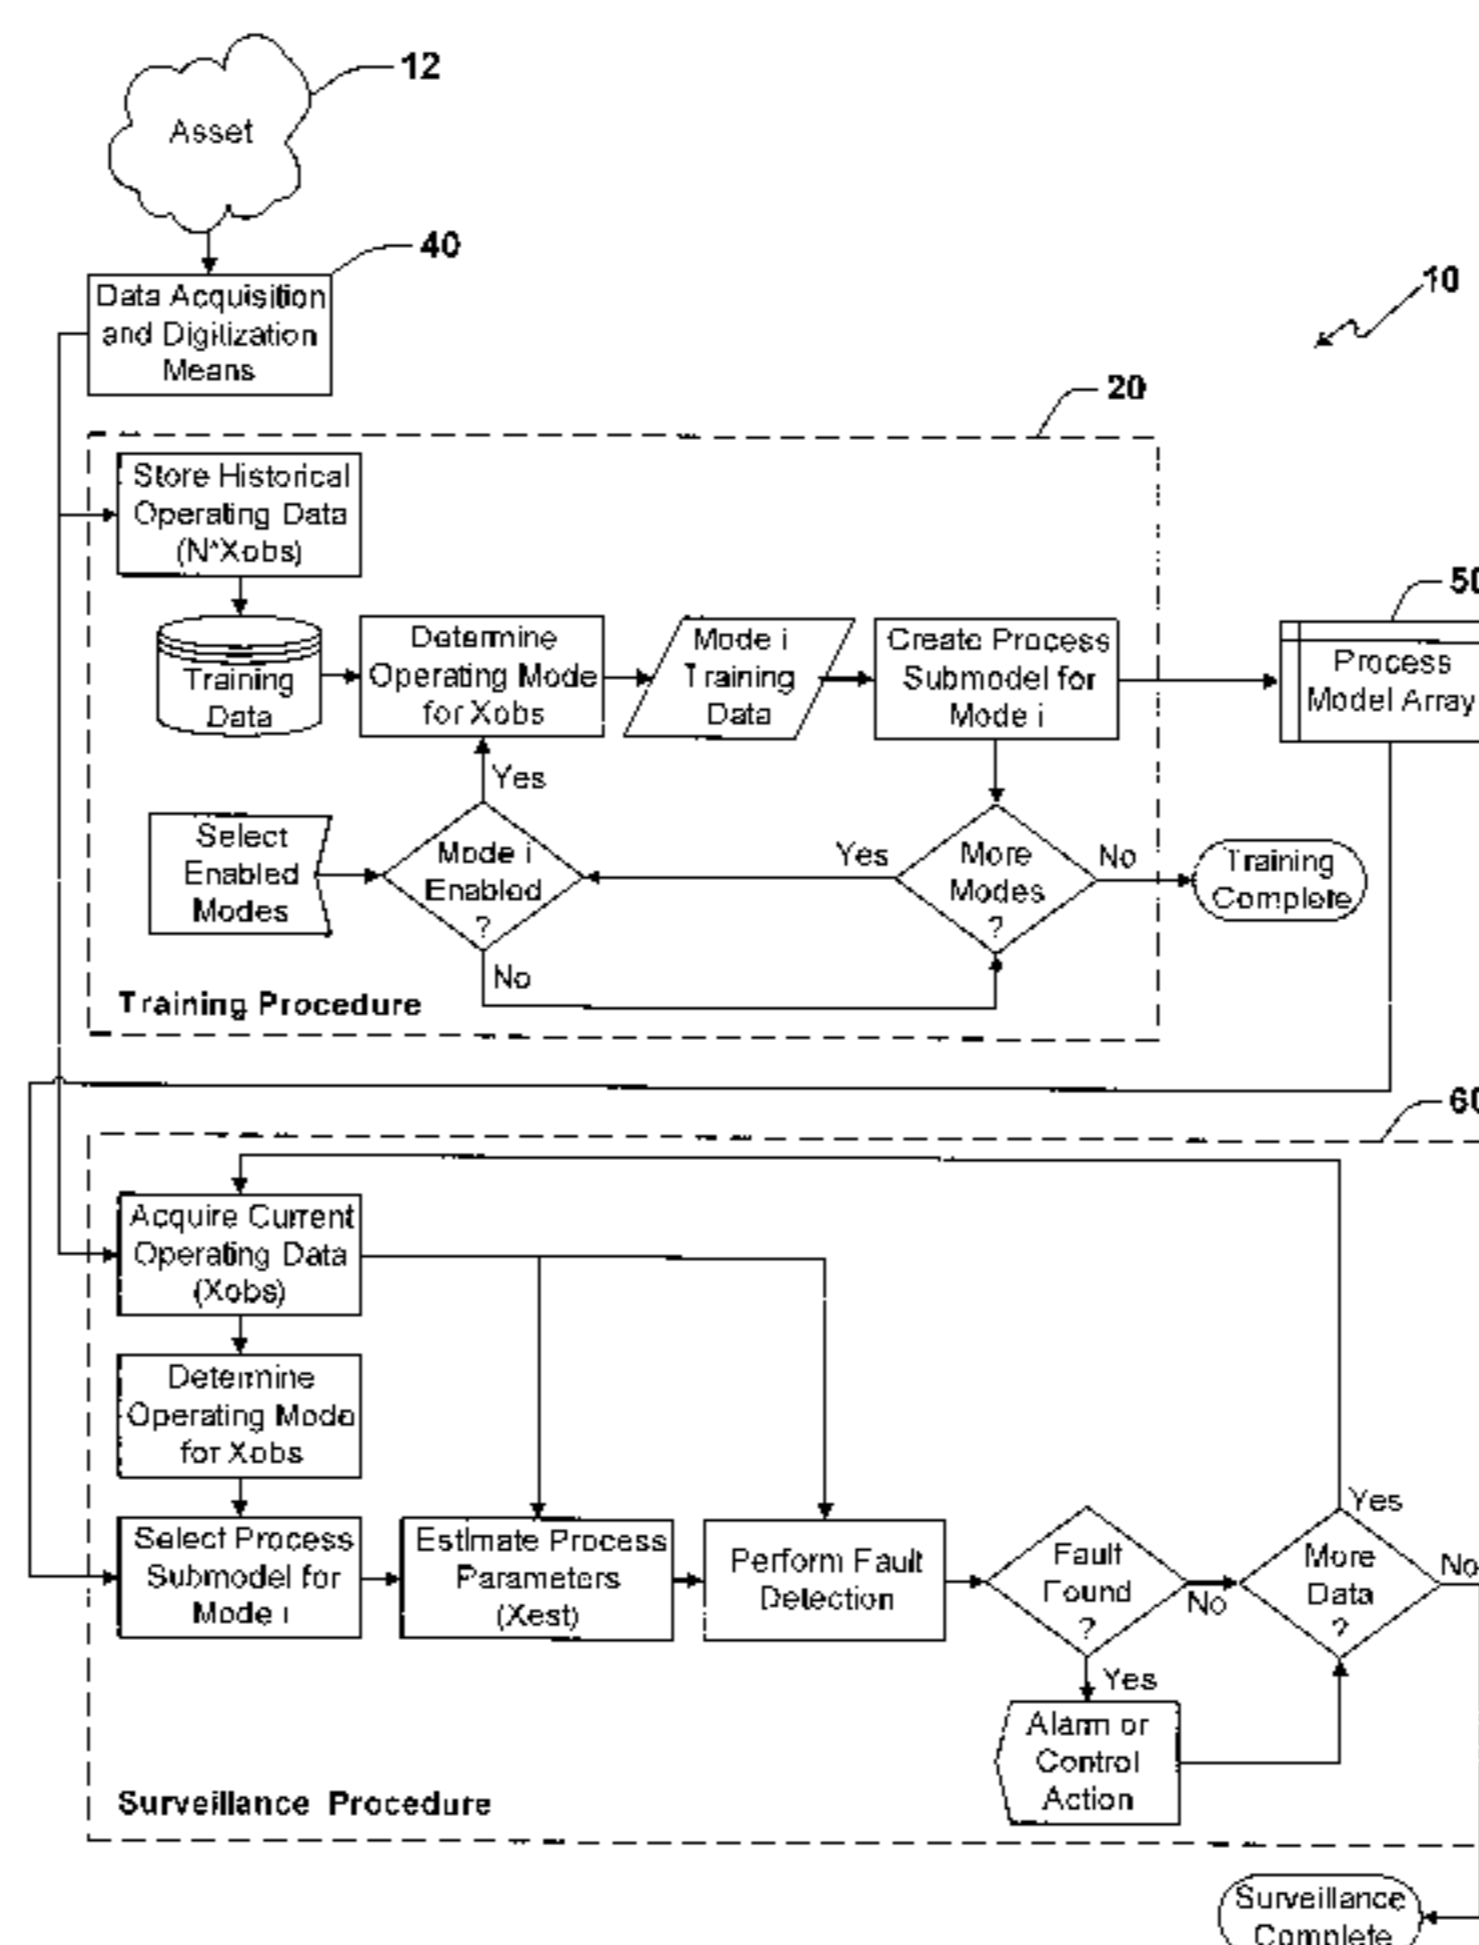 12
Asset
40
Data Acquisition
and Digitization
Means
10
20
Store Historical
Operating Data
(N*Xobs)
50
Training
Data
Determine
Operating Mode
for Xobs
Mode i
Training
Data
Create Process
Submodel for
Mode i
Process
Model Array
Yes
Select
Enabled
Modes
Mode i
Enabled
?
Yes
More
Modes
?
No
Training
Complete
No
Training Procedure
60
Acquire Current
Operating Data
(Xobs)
Determine
Operating Mode
for Xobs
Select Process
Submodel for
Mode i
Estimate Process
Parameters
(Xest)
Perform Fault
Detection
Fault
Found
?
No
Yes
More
Data
?
Yes
No
Alarm or
Control
Action
Surveillance Procedure
Surveillance
Complete